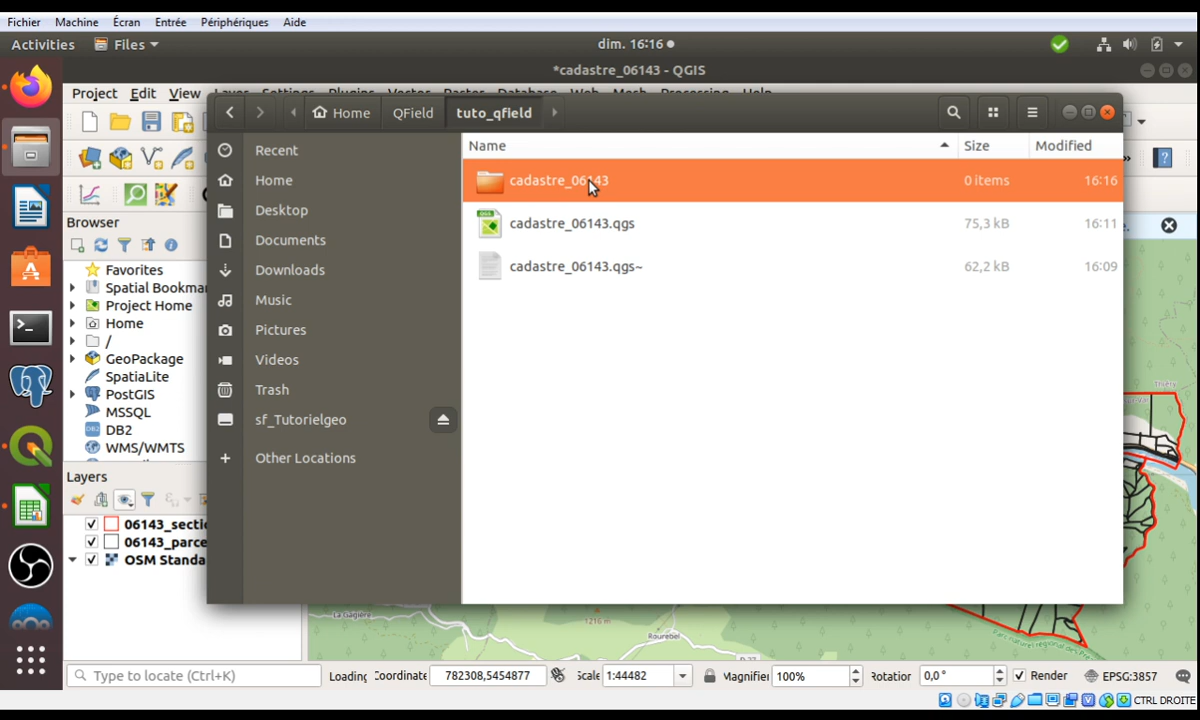 Fichier Machine Écran Entrée Périphériques Aide
Activities Files dim. 16:16
*cadastre_06143 - QGIS
Project Edit View
Home QField tuto_qfield
Name Size Modified
Recent
Home
Desktop
Documents
Downloads
Music
Pictures
Videos
Trash
sf_Tutorielgeo
Other Locations
cadastre_06143 0 items 16:16
cadastre_06143.qgs 75,3 kB 16:11
cadastre_06143.qgs~ 62,2 kB 16:09
Browser
Favorites
Spatial Bookmar
Project Home
Home
/
GeoPackage
SpatiaLite
PostGIS
MSSQL
DB2
WMS/WMTS
Layers
06143_sectio
06143_parce
OSM Standa
1216 m
Rourebel
Type to locate (Ctrl+K) Loading Coordinate 782308,5454877 Scale 1:44482 Magnifier 100% Rotation 0,0° Render EPSG:3857
CTRL DROITE